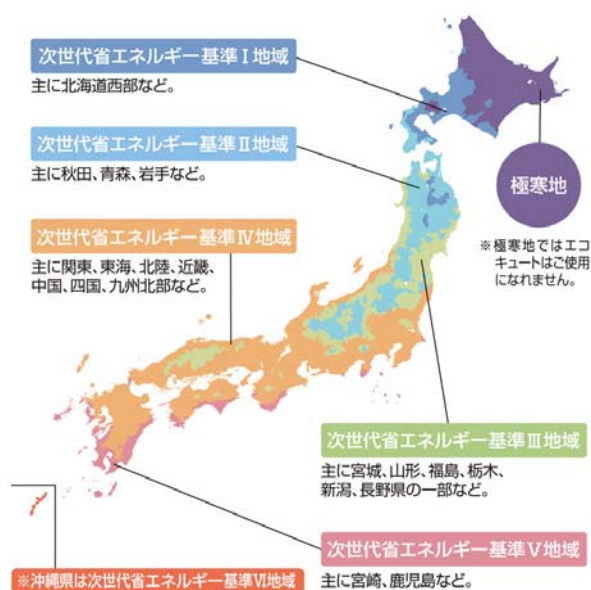 次世代省エネルギー基準Ⅰ地域
主に北海道西部など。
次世代省エネルギー基準Ⅱ地域
主に秋田、青森、岩手など。
極寒地
※極寒地ではエコ
キュートはご使用
になれません。
次世代省エネルギー基準Ⅳ地域
主に関東、東海、北陸、近畿、
中国、四国、九州北部など。
次世代省エネルギー基準Ⅲ地域
主に宮城、山形、福島、栃木、
新潟、長野県の一部など。
次世代省エネルギー基準Ⅴ地域
主に宮崎、鹿児島など。
※沖縄県は次世代省エネルギー基準Ⅵ地域